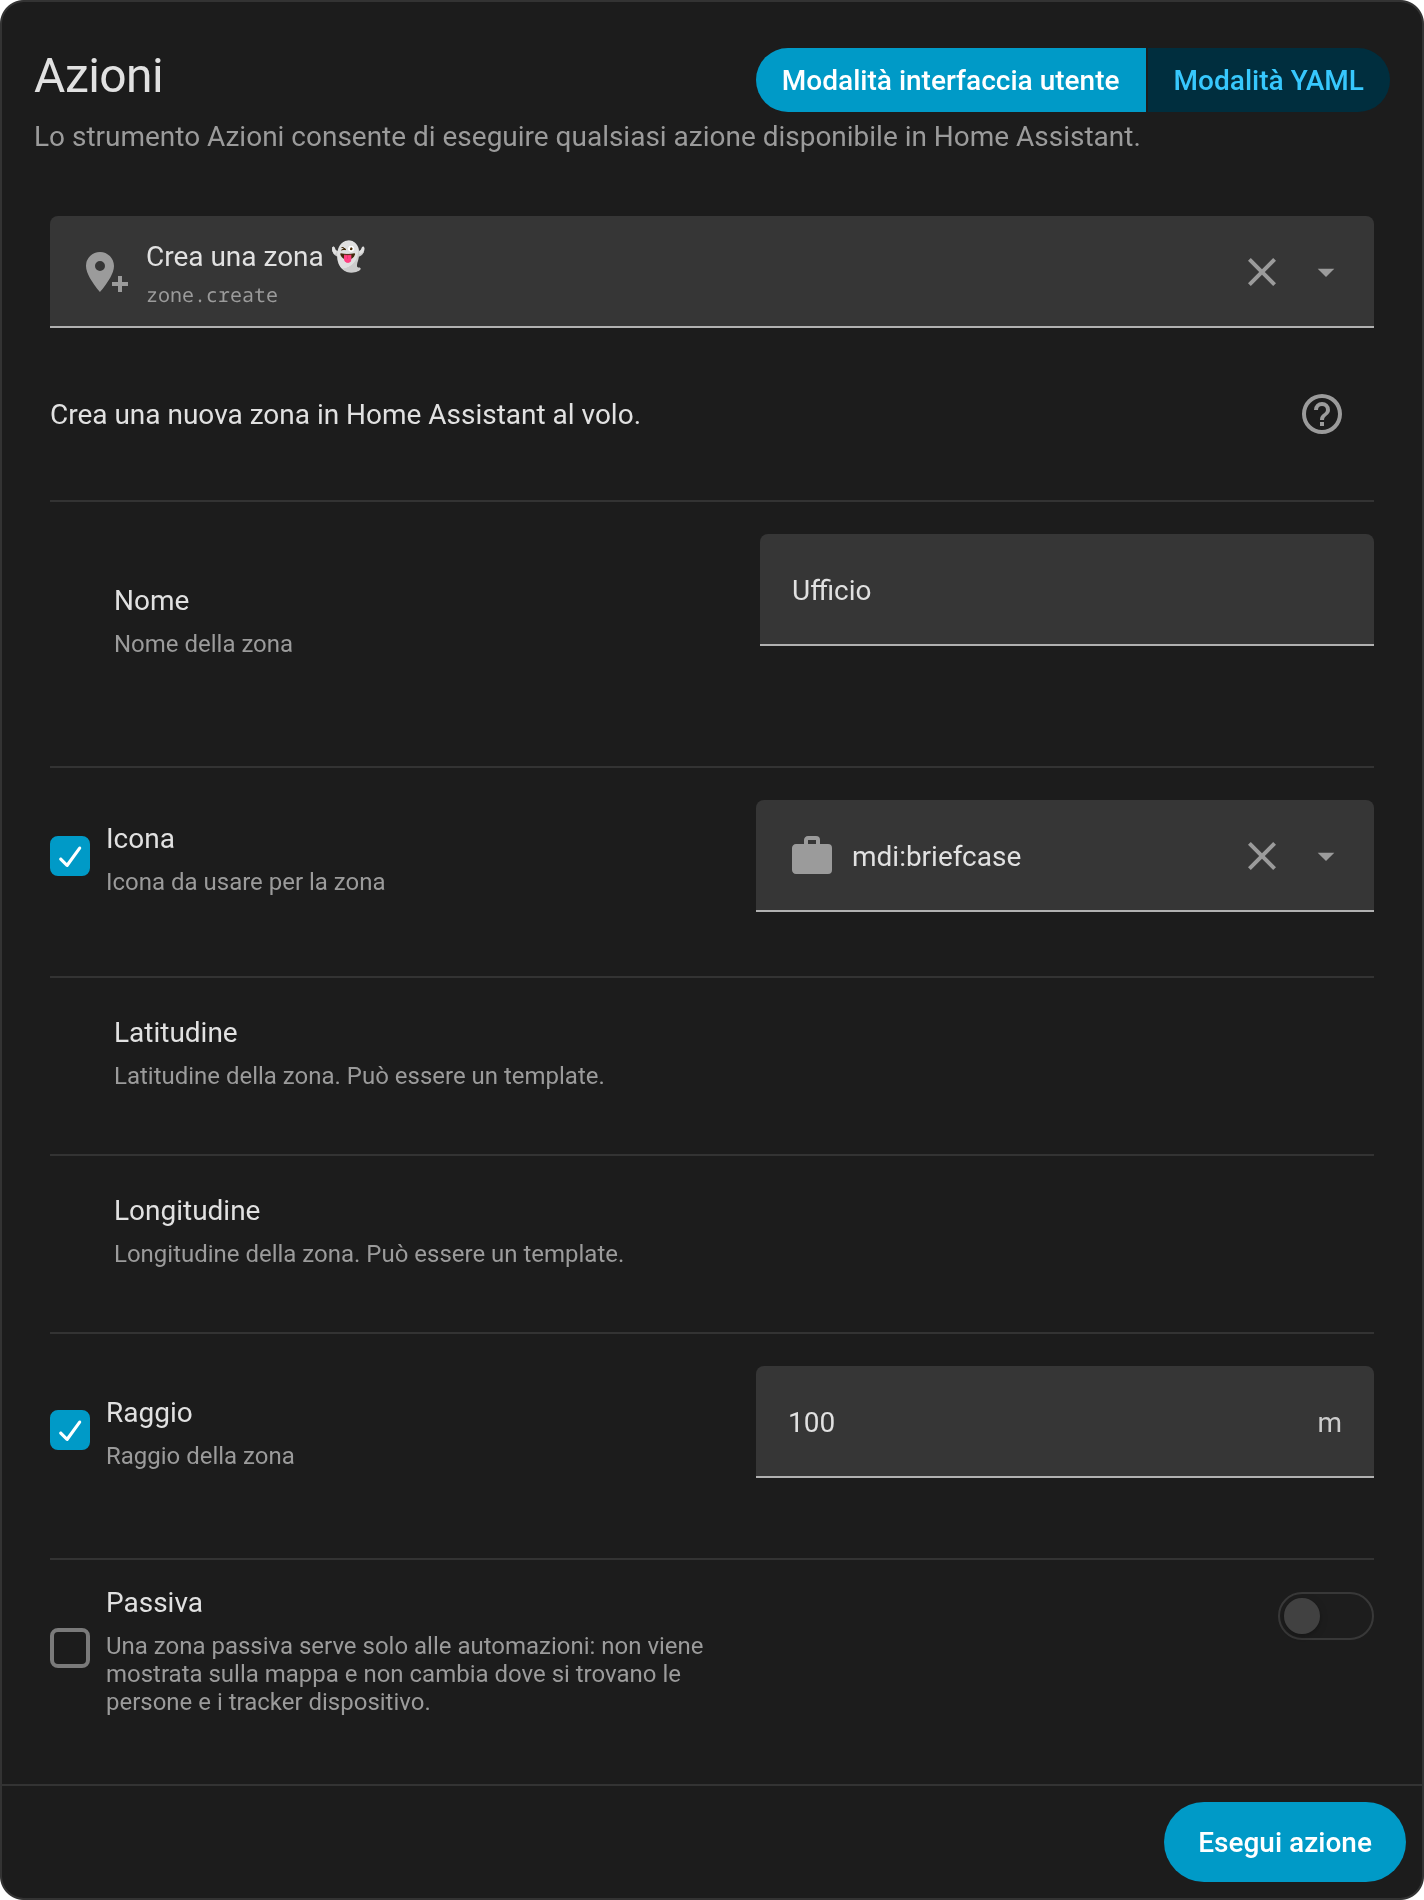 Azioni
Modalità interfaccia utente
Modalità YAML
Lo strumento Azioni consente di eseguire qualsiasi azione disponibile in Home Assistant.
Crea una zona 👻
zone.create
Crea una nuova zona in Home Assistant al volo.
Nome
Nome della zona
Ufficio
Icona
Icona da usare per la zona
mdi:briefcase
Latitudine
Latitudine della zona. Può essere un template.
Longitudine
Longitudine della zona. Può essere un template.
Raggio
Raggio della zona
100 m
Passiva
Una zona passiva serve solo alle automazioni: non viene
mostrata sulla mappa e non cambia dove si trovano le
persone e i tracker dispositivo.
Esegui azione